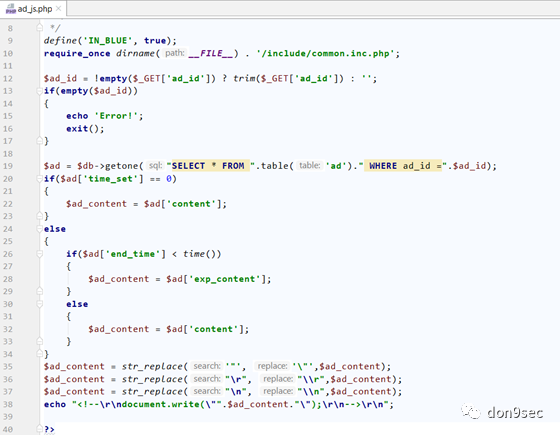 ad_js.php
8 */
9 define('IN_BLUE', true);
10 require_once dirname( path: __FILE__) . '/include/common.inc.php';
11
12 $ad_id = !empty($_GET['ad_id']) ? trim($_GET['ad_id']) : '';
13 if(empty($ad_id))
14 {
15 echo 'Error!';
16 exit();
17 }
18
19 $ad = $db->getone( sql: "SELECT * FROM ".table( table: 'ad')." WHERE ad_id =".$ad_id);
20 if($ad['time_set'] == 0)
21 {
22 $ad_content = $ad['content'];
23 }
24 else
25 {
26 if($ad['end_time'] < time())
27 {
28 $ad_content = $ad['exp_content'];
29 }
30 else
31 {
32 $ad_content = $ad['content'];
33 }
34 }
35 $ad_content = str_replace( search: '"', replace: '\"',$ad_content);
36 $ad_content = str_replace( search: "\r", replace: "\\r",$ad_content);
37 $ad_content = str_replace( search: "\n", replace: "\\n",$ad_content);
38 echo "<!--\r\ndocument.write(\"".$ad_content."\");\r\n-->\r\n";
39
40 ?>
don9sec